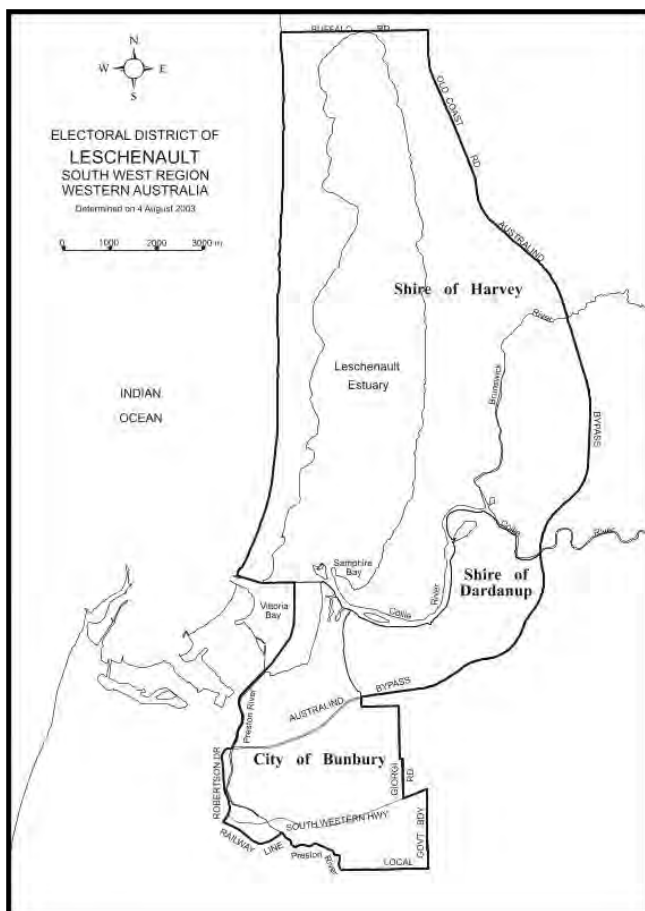 BUFFALO RD
N
W E
S
OLD COAST
RD
ELECTORAL DISTRICT OF
LESCHENAULT
SOUTH WEST REGION
WESTERN AUSTRALIA
Determined on 4 August 2003
0 1000 2000 3000 m
AUSTRALIND
Shire of Harvey
River
Leschenault
Estuary
Brunswick
INDIAN
OCEAN
BYPASS
Collie
River
Samphire
Bay
Shire of
Dardanup
River
Collie
Vittoria
Bay
BYPASS
Preston River
AUSTRALIND
City of Bunbury
ROBERTSON DR
GIORGI
RD
SOUTH WESTERN HWY
GOVT BDY
RAILWAY
LINE
Preston
River
LOCAL